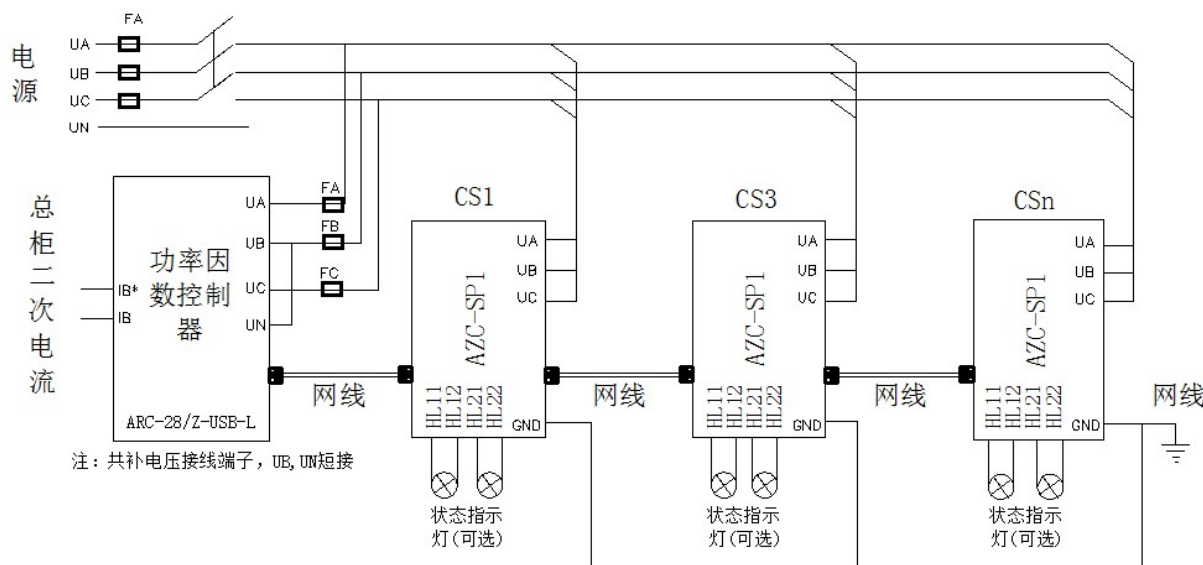 FA
电源
UA
UB
UC
UN
总柜二次电流
IB*
IB
功率因
数控制
器
UA
UB
UC
UN
FA
FB
FC
ARC-28/Z-USB-L
注：共补电压接线端子，UB,UN短接
网线
CS1
AZC-SP1
UA
UB
UC
HL11
HL12
HL21
HL22
GND
状态指示
灯(可选)
网线
CS3
AZC-SP1
UA
UB
UC
HL11
HL12
HL21
HL22
GND
状态指示
灯(可选)
网线
CSn
AZC-SP1
UA
UB
UC
HL11
HL12
HL21
HL22
GND
状态指示
灯(可选)
网线